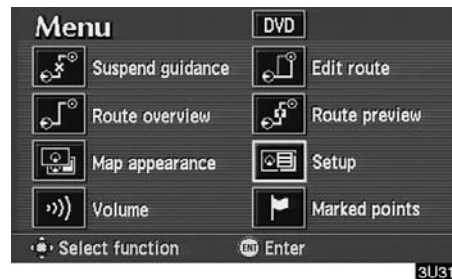 Menu DVD
Suspend guidance Edit route
Route overview Route preview
Map appearance Setup
Volume Marked points
Select function ENT Enter
3U31